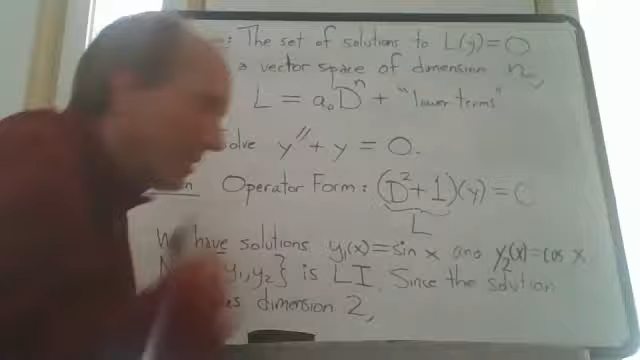 : The set of solutions to L(y)=0
a vector space of dimension n,
L = a₀Dⁿ + "lower terms"
olve y″ + y = 0.
n Operator Form: (D²+1)(y) = 0
L
We have solutions y₁(x)=sin x and y₂(x)=cos x.
y₁,y₂} is LI. Since the solution
es dimension 2,